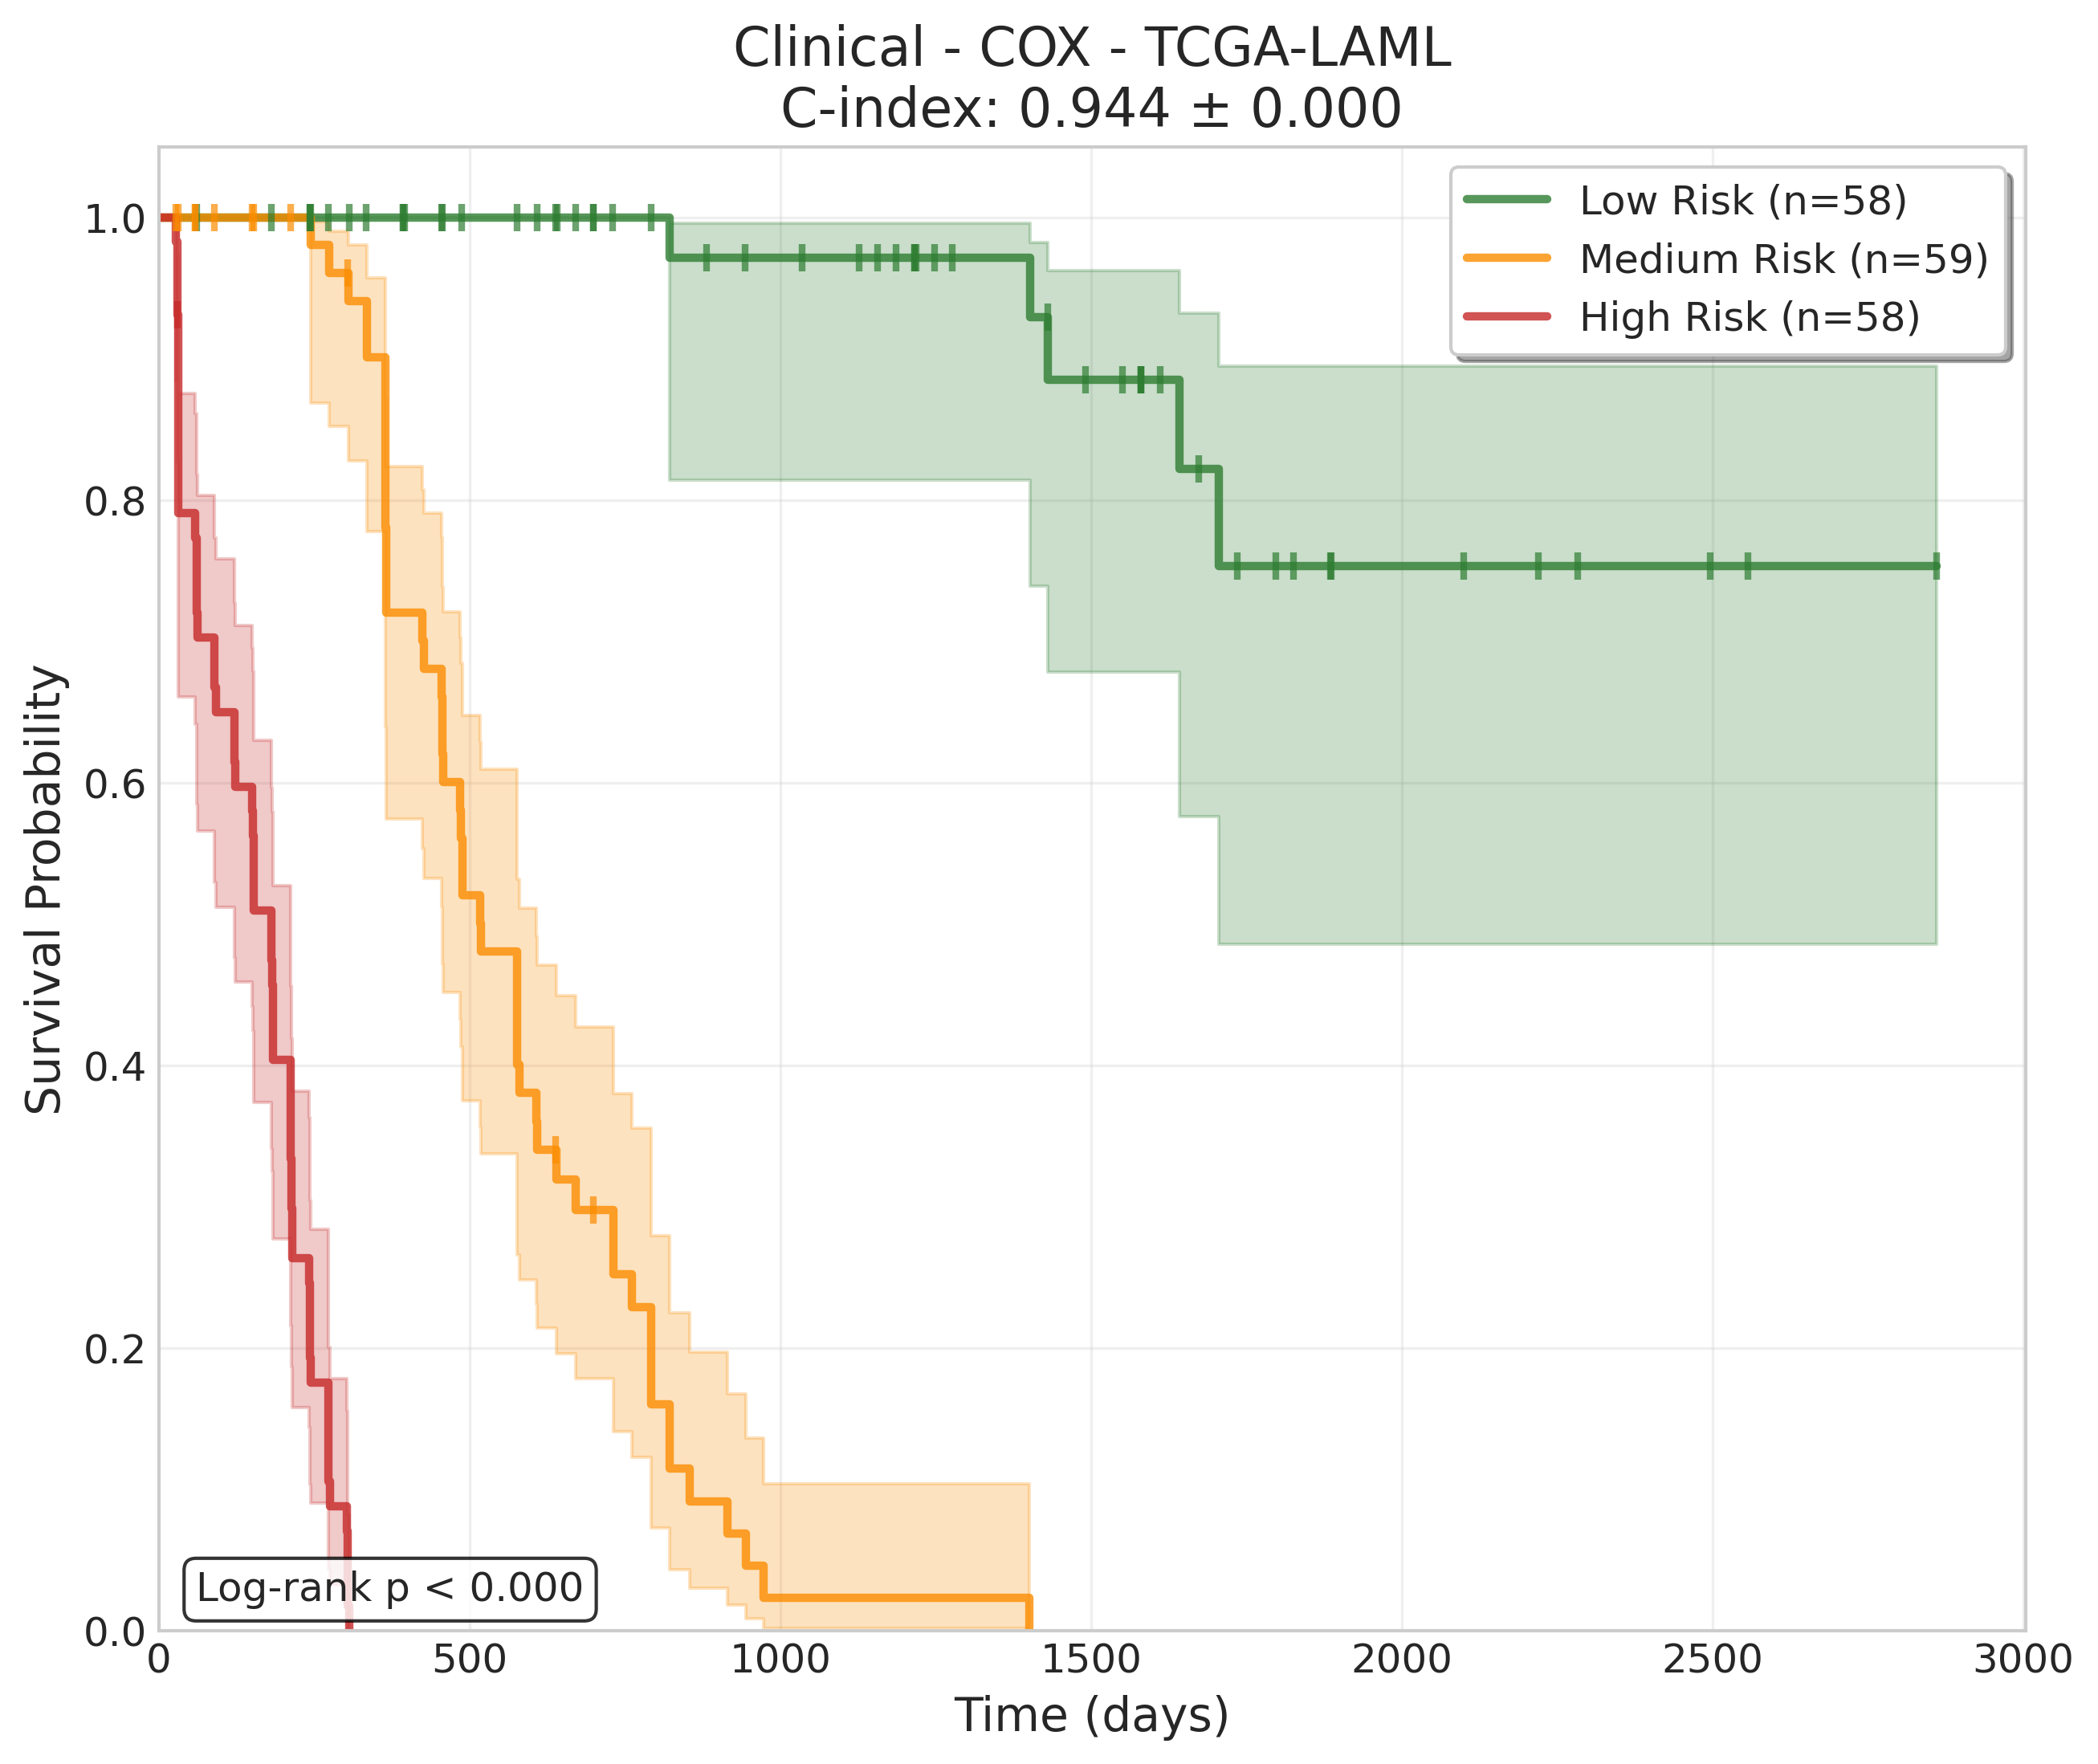 Clinical - COX - TCGA-LAML
C-index: 0.944 ± 0.000
Low Risk (n=58)
Medium Risk (n=59)
High Risk (n=58)
Survival Probability
1.0
0.8
0.6
0.4
0.2
0.0
Log-rank p < 0.000
0 500 1000 1500 2000 2500 3000
Time (days)